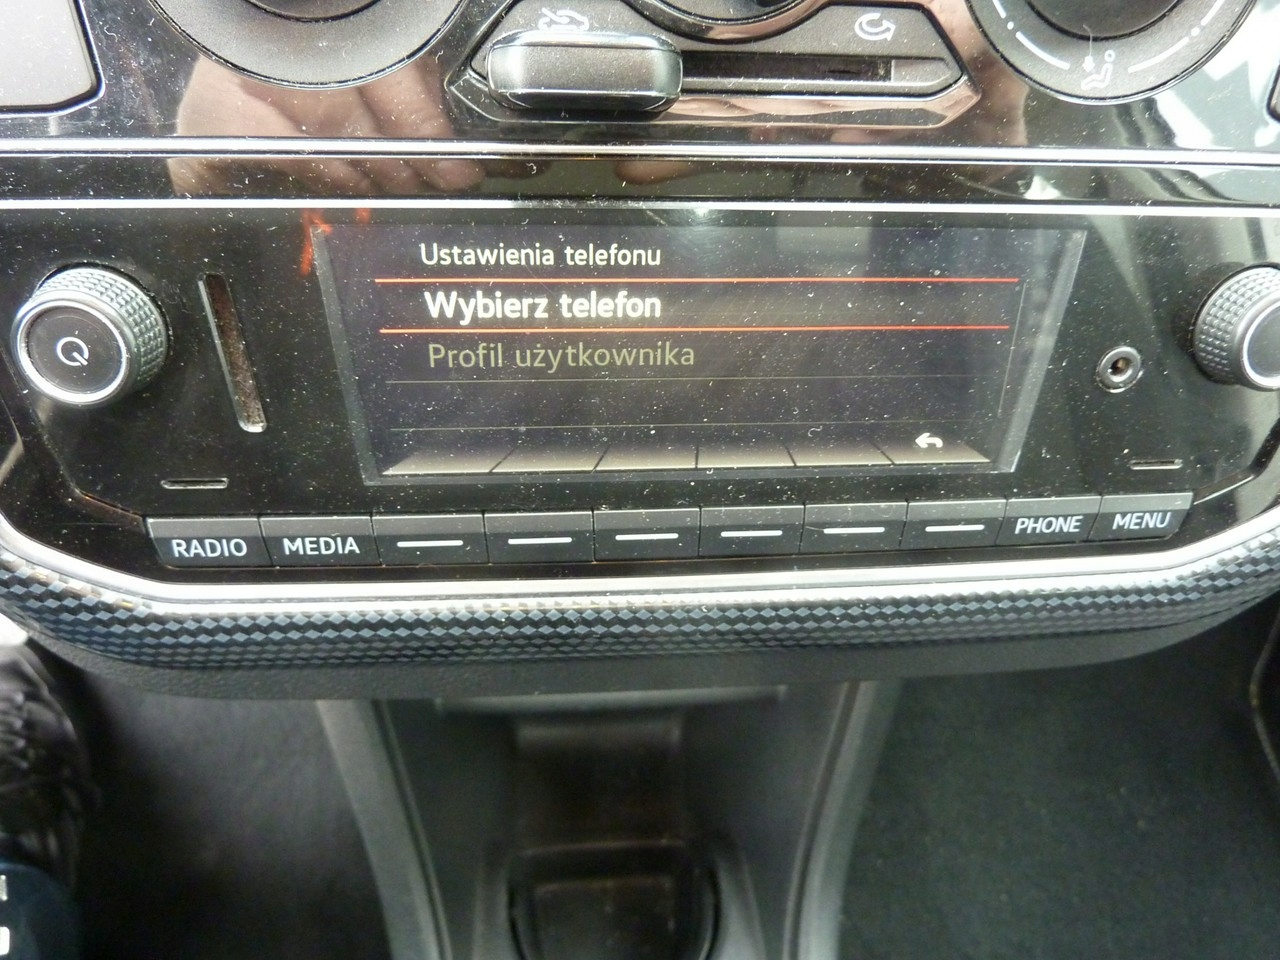 Ustawienia telefonu
Wybierz telefon
Profil użytkownika
RADIO MEDIA PHONE MENU